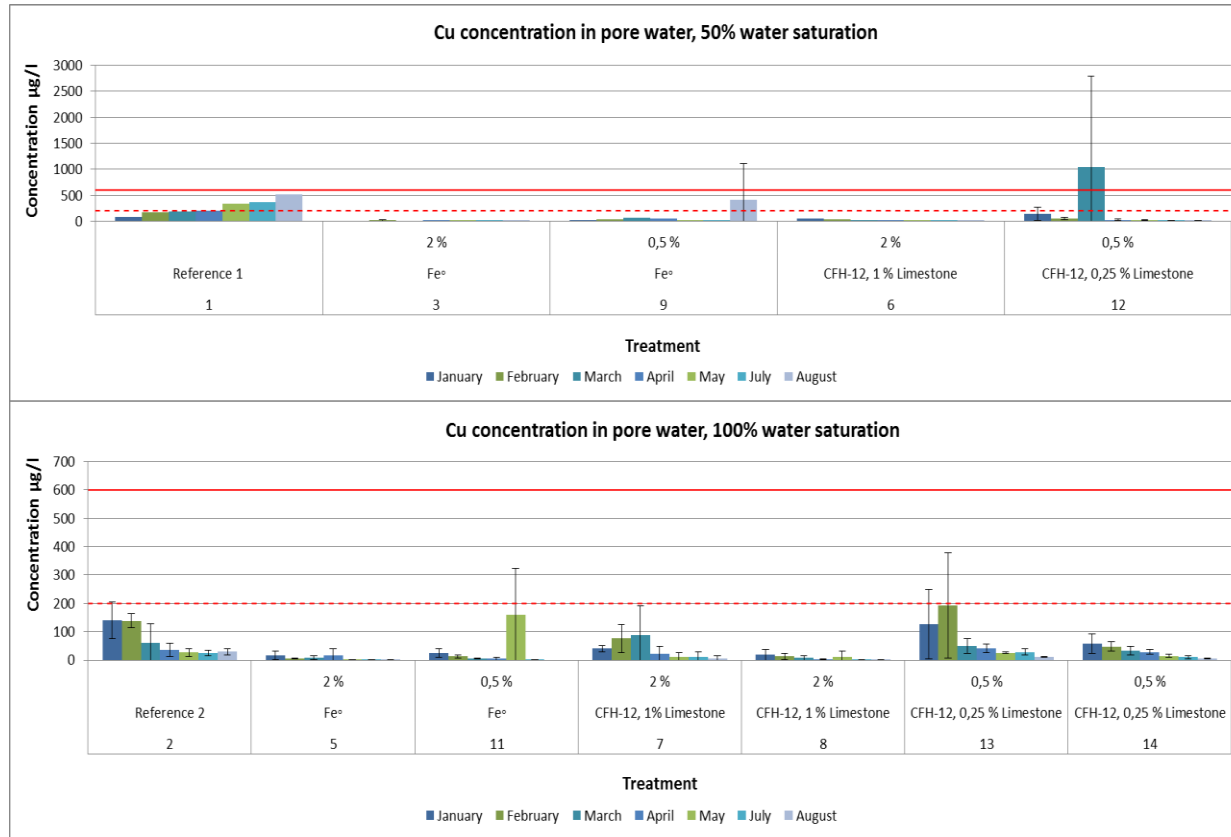 Cu concentration in pore water, 50% water saturation
Concentration µg/l
3000
2500
2000
1500
1000
500
0
2 % 0,5 % 2 % 0,5 %
Reference 1 Feº Feº CFH-12, 1 % Limestone CFH-12, 0,25 % Limestone
1 3 9 6 12
Treatment
January February March April May July August
Cu concentration in pore water, 100% water saturation
Concentration µg/l
700
600
500
400
300
200
100
0
2 % 0,5 % 2 % 2 % 0,5 % 0,5 %
Reference 2 Feº Feº CFH-12, 1% Limestone CFH-12, 1 % Limestone CFH-12, 0,25 % Limestone CFH-12, 0,25 % Limestone
2 5 11 7 8 13 14
Treatment
January February March April May July August